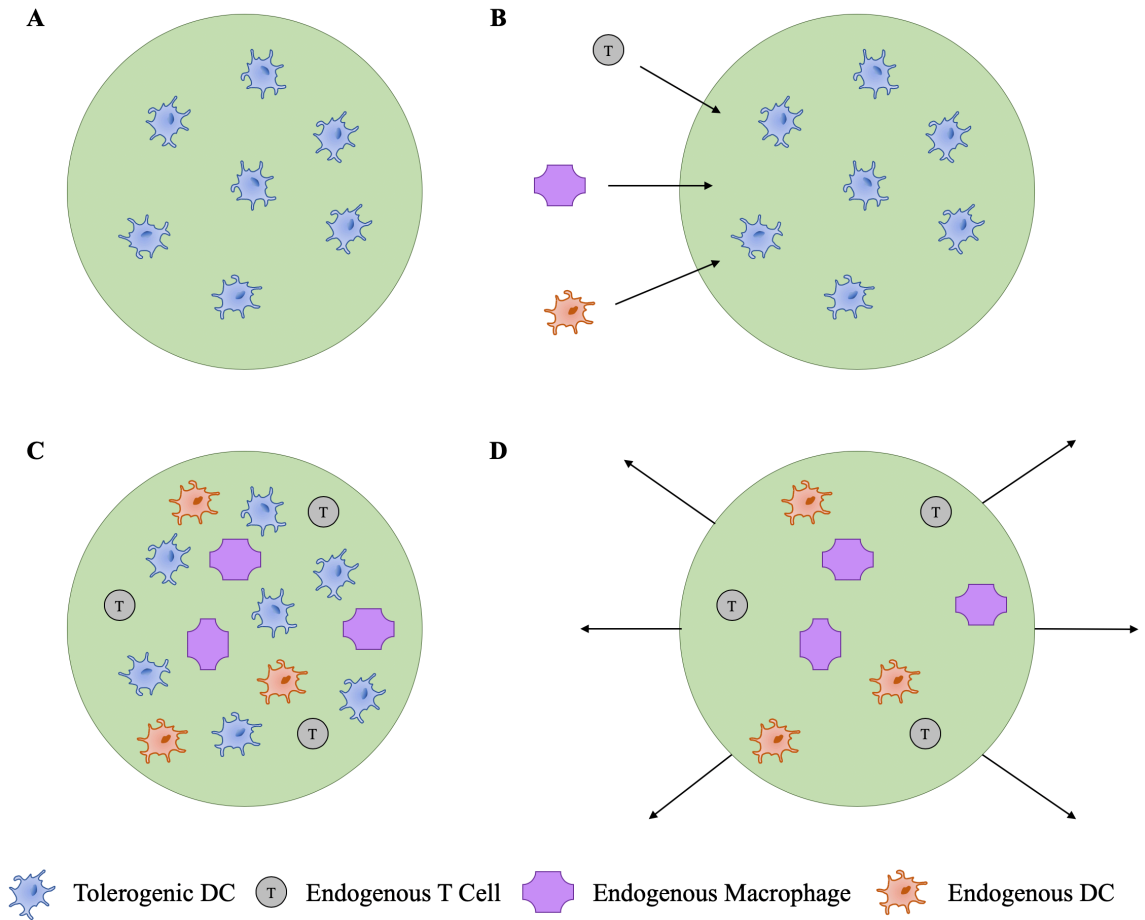 A
B
T
C
D
T
T
T
T
T
T
Tolerogenic DC
T
Endogenous T Cell
Endogenous Macrophage
Endogenous DC